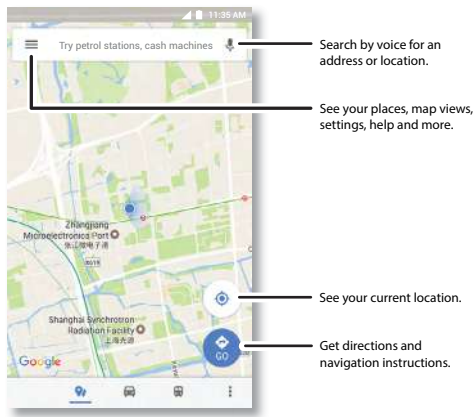 11:35 AM
Try petrol stations, cash machines
Search by voice for an
address or location.
See your places, map views,
settings, help and more.
Zhangjiang
Microelectronics Port
张江微电子港
Shanghai Synchrotron
Radiation Facility
上海光源
See your current location.
GO
Get directions and
navigation instructions.
Google